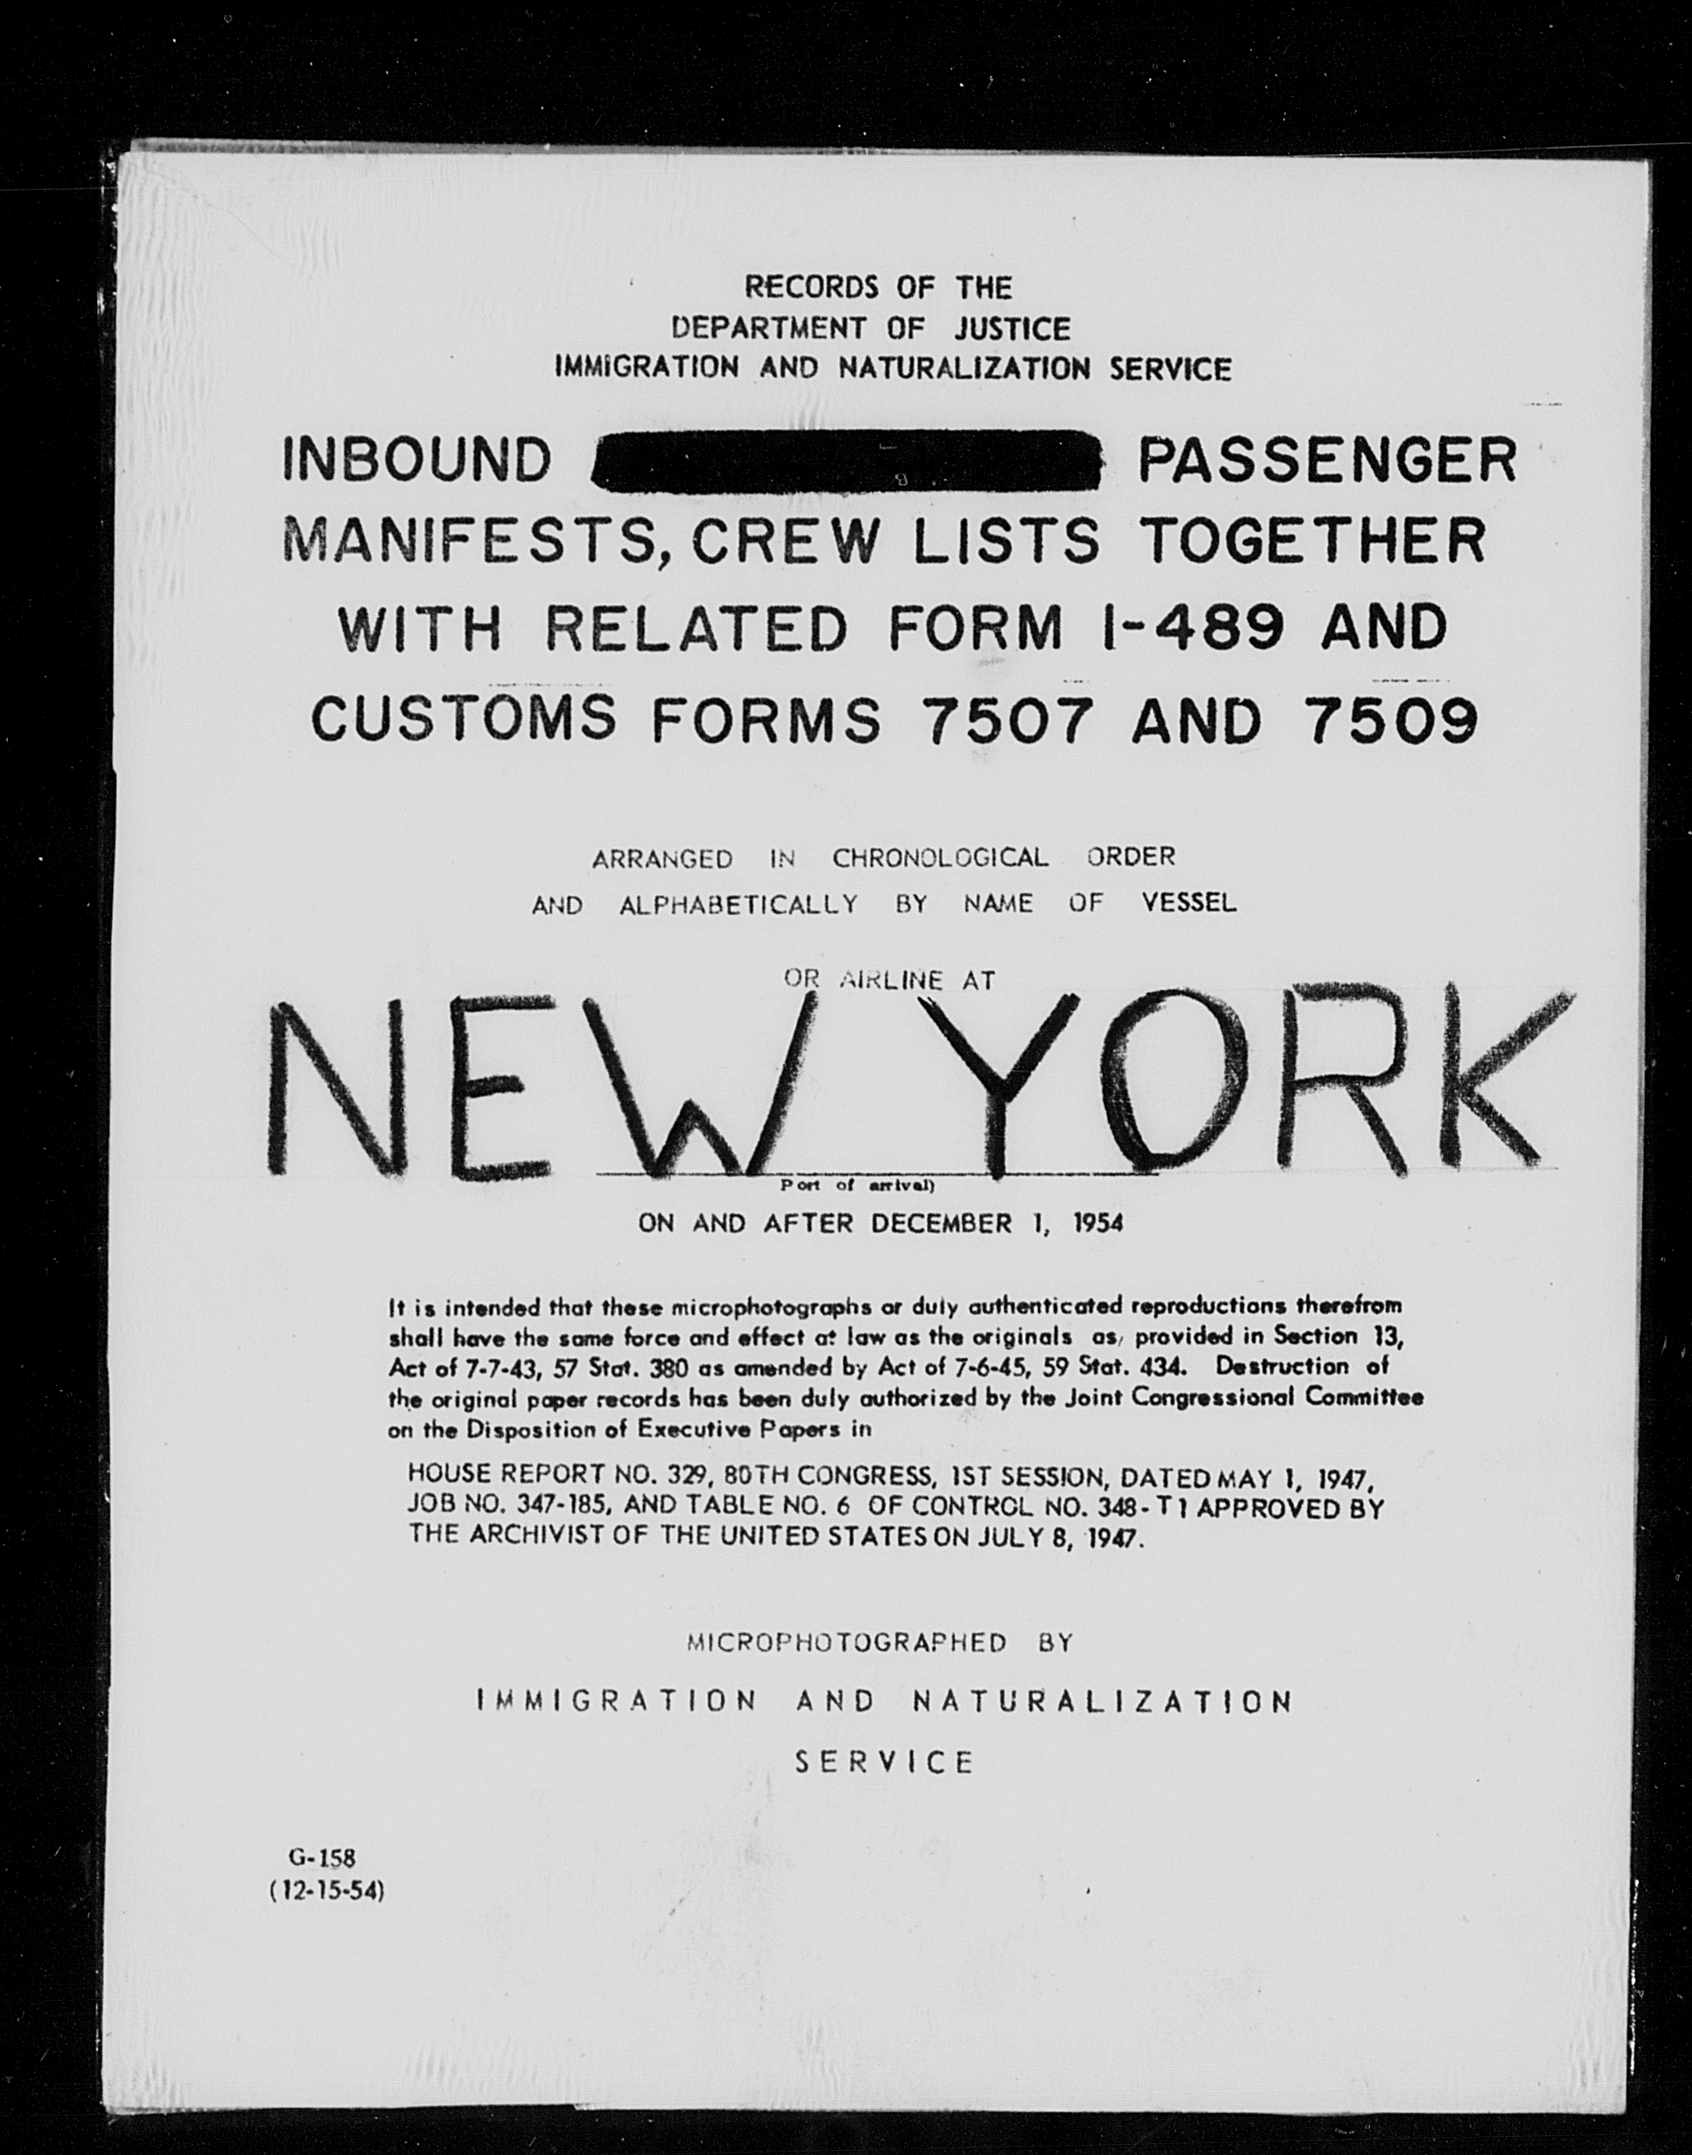 RECORDS OF THE
DEPARTMENT OF JUSTICE
IMMIGRATION AND NATURALIZATION SERVICE
INBOUND PASSENGER
MANIFESTS, CREW LISTS TOGETHER
WITH RELATED FORM I-489 AND
CUSTOMS FORMS 7507 AND 7509
ARRANGED IN CHRONOLOGICAL ORDER
AND ALPHABETICALLY BY NAME OF VESSEL
OR AIRLINE AT
NEW YORK
Port of arrival)
ON AND AFTER DECEMBER 1, 1954
It is intended that these microphotographs or duly authenticated reproductions therefrom
shall have the same force and effect at law as the originals as, provided in Section 13,
Act of 7-7-43, 57 Stat. 380 as amended by Act of 7-6-45, 59 Stat. 434. Destruction of
the original paper records has been duly authorized by the Joint Congressional Committee
on the Disposition of Executive Papers in
HOUSE REPORT NO. 329, 80TH CONGRESS, 1ST SESSION, DATED MAY 1, 1947,
JOB NO. 347-185, AND TABLE NO. 6 OF CONTROL NO. 348-T1 APPROVED BY
THE ARCHIVIST OF THE UNITED STATES ON JULY 8, 1947.
MICROPHOTOGRAPHED BY
IMMIGRATION AND NATURALIZATION
SERVICE
G-158
(12-15-54)